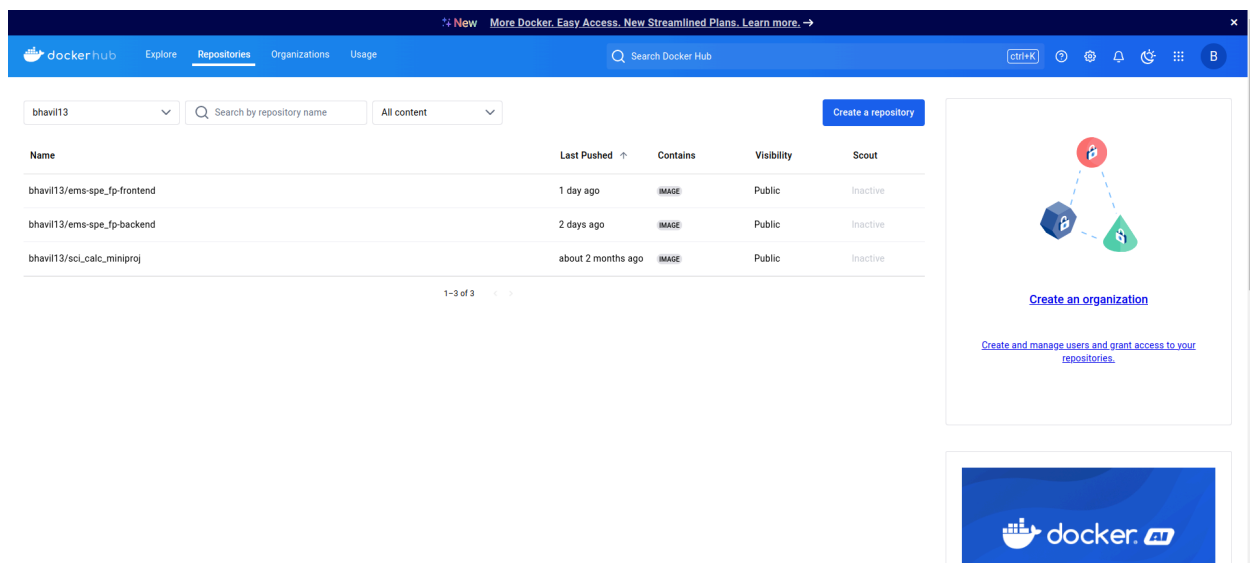 New More Docker. Easy Access. New Streamlined Plans. Learn more. → ×
dockerhub Explore Repositories Organizations Usage Search Docker Hub ctrl+K B
bhavil13 Search by repository name All content Create a repository
Name Last Pushed ↑ Contains Visibility Scout
bhavil13/ems-spe_fp-frontend 1 day ago IMAGE Public Inactive
bhavil13/ems-spe_fp-backend 2 days ago IMAGE Public Inactive
bhavil13/sci_calc_miniproj about 2 months ago IMAGE Public Inactive
1–3 of 3
Create an organization
Create and manage users and grant access to your
repositories.
docker. AI